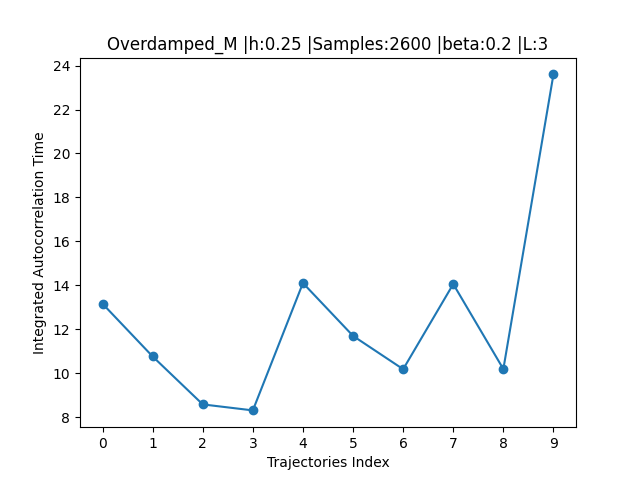 Overdamped_M |h:0.25 |Samples:2600 |beta:0.2 |L:3
Integrated Autocorrelation Time
24
22
20
18
16
14
12
10
8
0 1 2 3 4 5 6 7 8 9
Trajectories Index